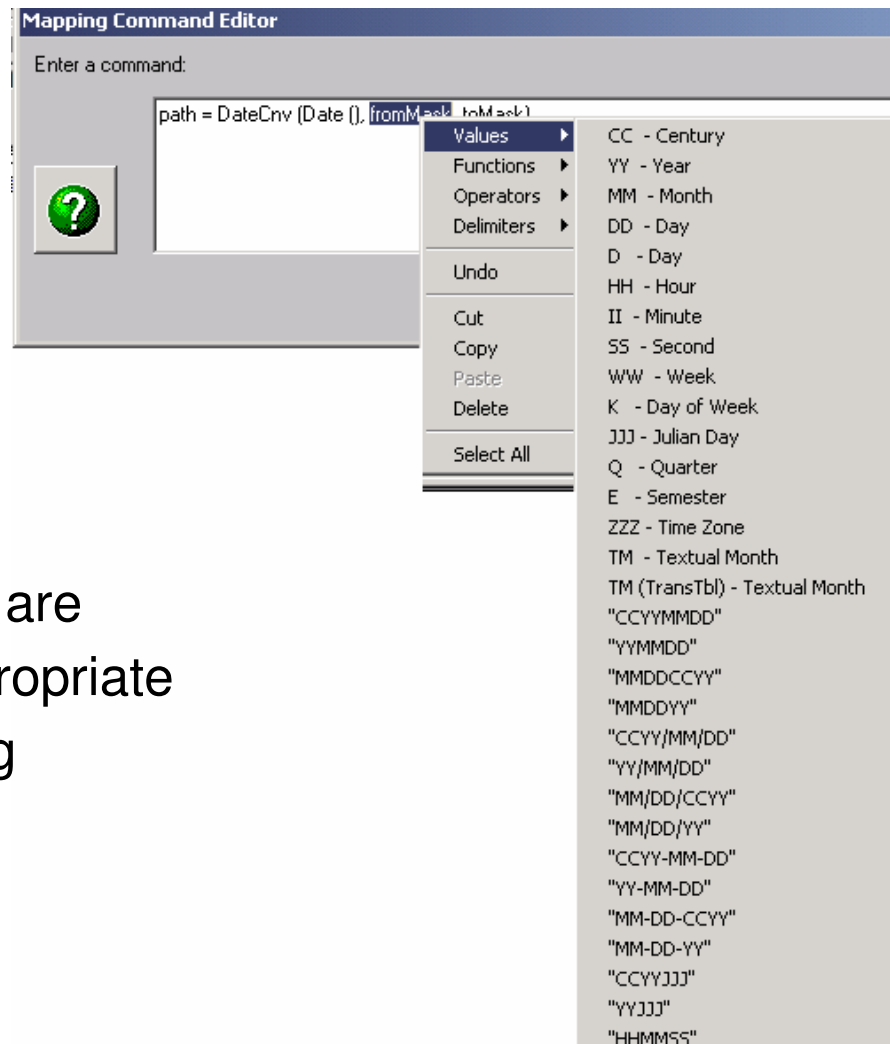 Mapping Command Editor
Enter a command:
path = DateCnv (Date (), fromMask, toMask)
Values
Functions
Operators
Delimiters
Undo
Cut
Copy
Paste
Delete
Select All
CC - Century
YY - Year
MM - Month
DD - Day
D - Day
HH - Hour
II - Minute
SS - Second
WW - Week
K - Day of Week
JJJ - Julian Day
Q - Quarter
E - Semester
ZZZ - Time Zone
TM - Textual Month
TM (TransTbl) - Textual Month
"CCYYMMDD"
"YYMMDD"
"MMDDCCYY"
"MMDDYY"
"CCYY/MM/DD"
"YY/MM/DD"
"MM/DD/CCYY"
"MM/DD/YY"
"CCYY-MM-DD"
"YY-MM-DD"
"MM-DD-CCYY"
"MM-DD-YY"
"CCYYJJJ"
"YYJJJ"
"HHMMSS"
are
ropriate
g